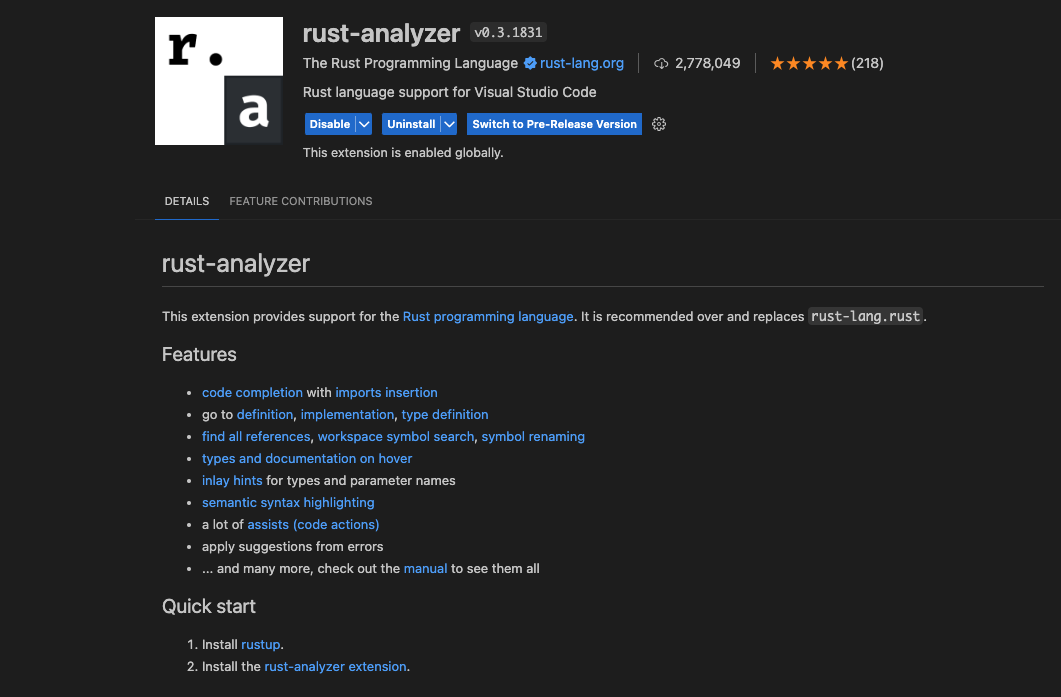 r.
a
rust-analyzer v0.3.1831
The Rust Programming Language rust-lang.org 2,778,049 (218)
Rust language support for Visual Studio Code
Disable Uninstall Switch to Pre-Release Version
This extension is enabled globally.
DETAILS FEATURE CONTRIBUTIONS
rust-analyzer
This extension provides support for the Rust programming language. It is recommended over and replaces rust-lang.rust.
Features
• code completion with imports insertion
• go to definition, implementation, type definition
• find all references, workspace symbol search, symbol renaming
• types and documentation on hover
• inlay hints for types and parameter names
• semantic syntax highlighting
• a lot of assists (code actions)
• apply suggestions from errors
• ... and many more, check out the manual to see them all
Quick start
1. Install rustup.
2. Install the rust-analyzer extension.